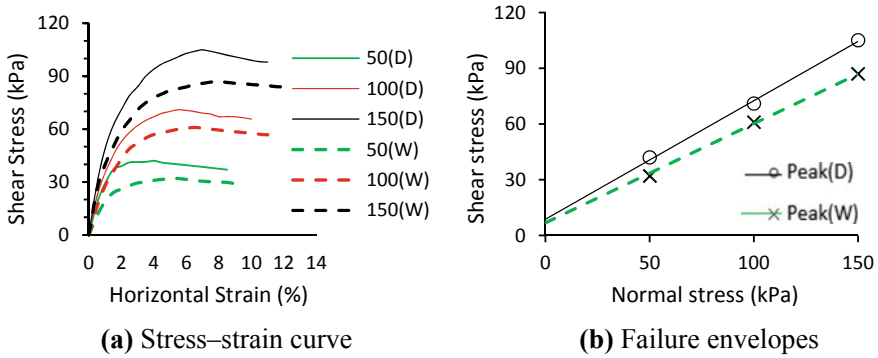 Shear Stress (kPa)
120
90
60
30
0
0 2 4 6 8 10 12 14
Horizontal Strain (%)
50(D)
100(D)
150(D)
50(W)
100(W)
150(W)
(a) Stress–strain curve
Shear stress (kPa)
120
90
60
30
0
0 50 100 150
Normal stress (kPa)
Peak(D)
Peak(W)
(b) Failure envelopes